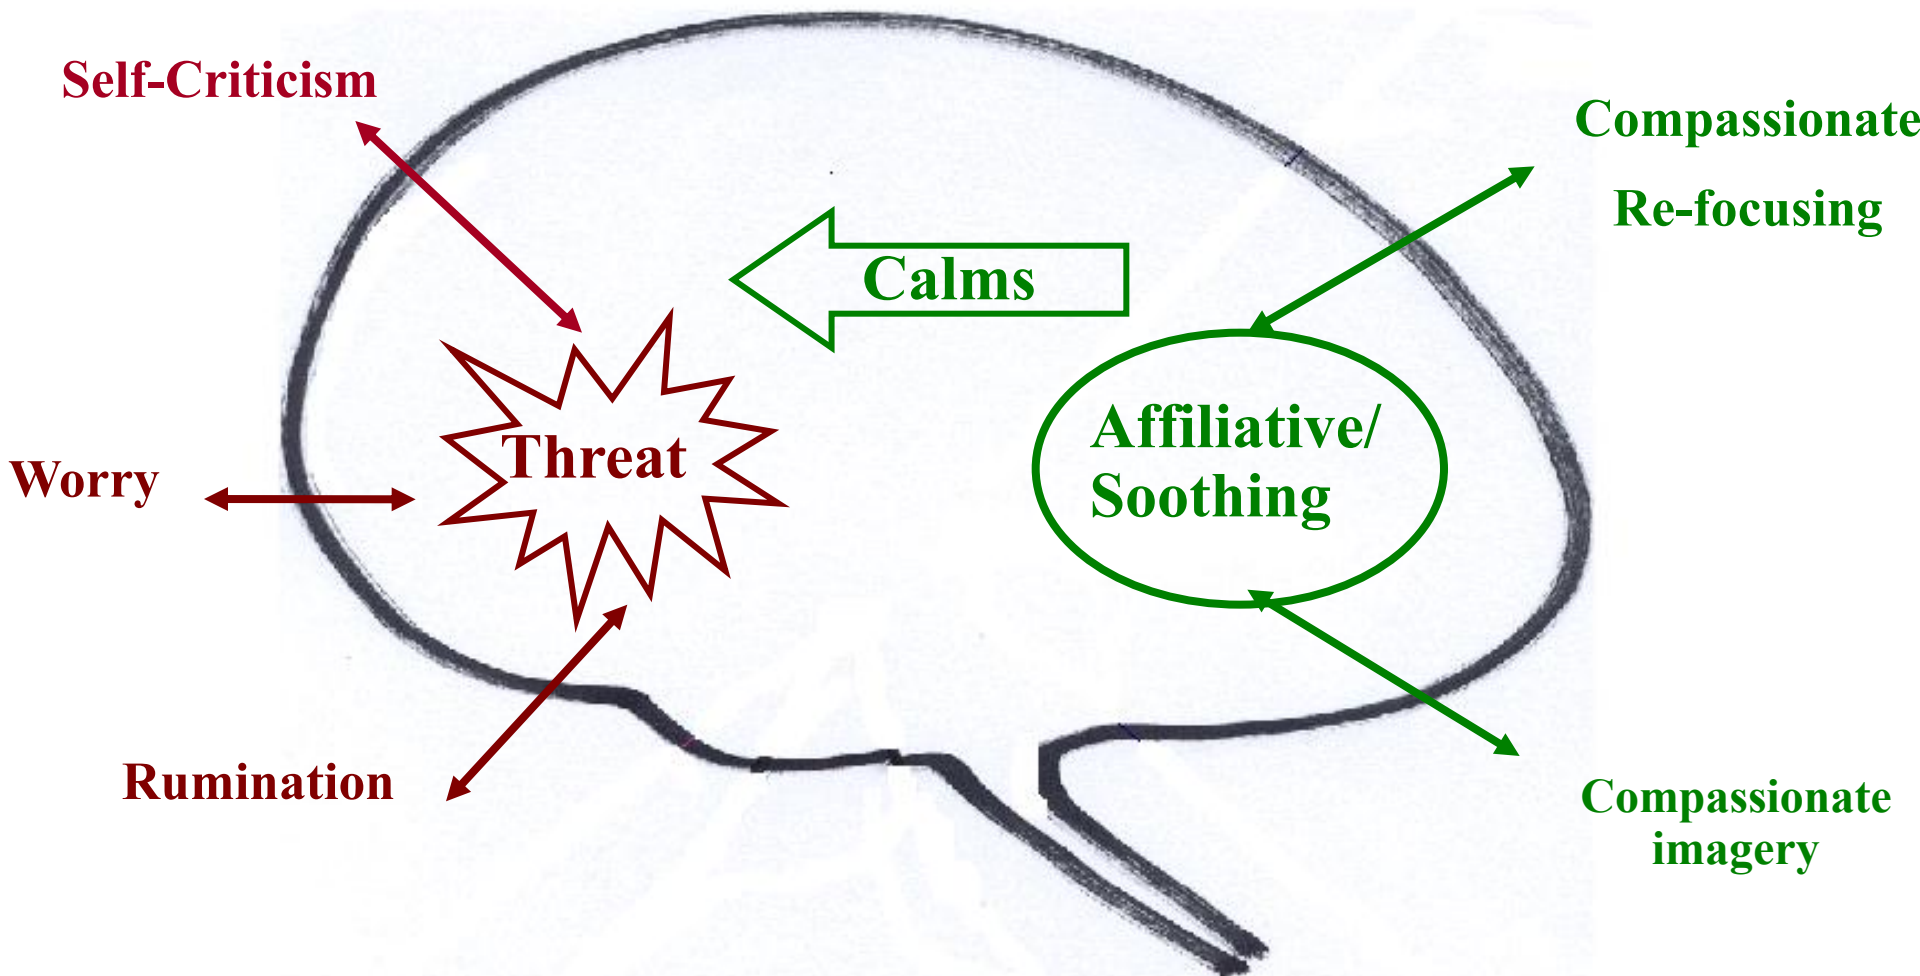 Self-Criticism
Compassionate
Re-focusing
Calms
Affiliative/
Soothing
Threat
Worry
Rumination
Compassionate
imagery